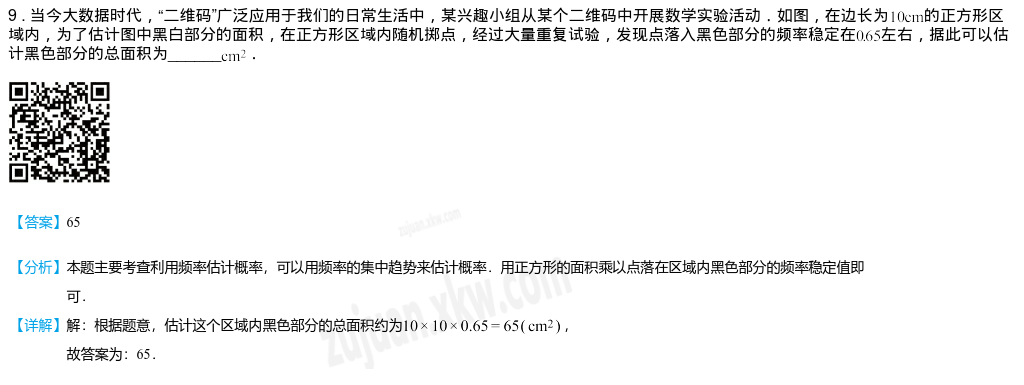 9．当今大数据时代，“二维码”广泛应用于我们的日常生活中，某兴趣小组从某个二维码中开展数学实验活动．如图，在边长为10cm的正方形区
域内，为了估计图中黑白部分的面积，在正方形区域内随机掷点，经过大量重复试验，发现点落入黑色部分的频率稳定在0.65左右，据此可以估
计黑色部分的总面积为_______cm²．
【答案】65
zujuan.xkw.com
【分析】本题主要考查利用频率估计概率，可以用频率的集中趋势来估计概率．用正方形的面积乘以点落在区域内黑色部分的频率稳定值即
可．
【详解】解：根据题意，估计这个区域内黑色部分的总面积约为10×10×0.65=65(cm²)，
故答案为：65．
zujuan.xkw.com